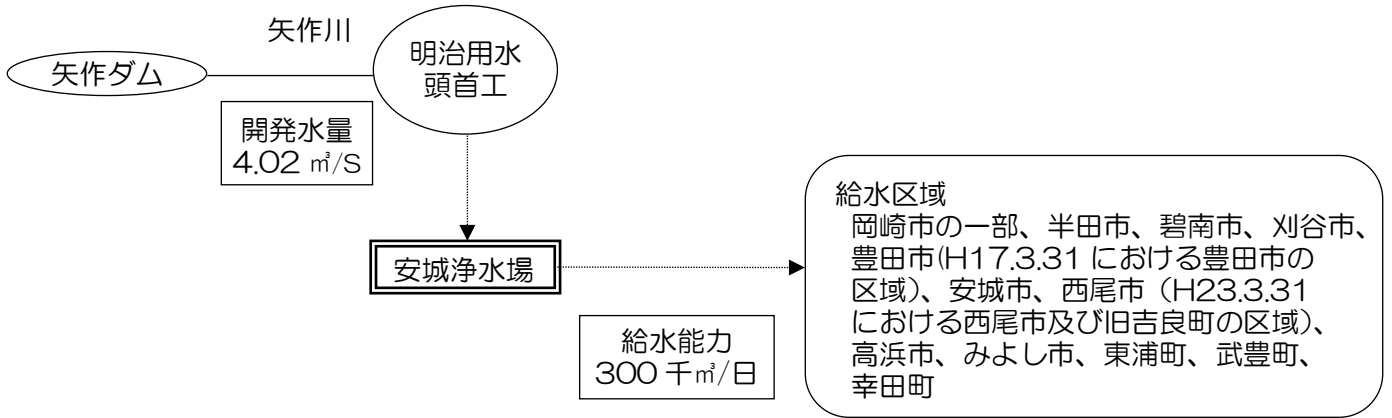 矢作川
矢作ダム
明治用水
頭首工
開発水量
4.02 ㎥/S
安城浄水場
給水能力
300 千㎥/日
給水区域
岡崎市の一部、半田市、碧南市、刈谷市、
豊田市(H17.3.31 における豊田市の
区域)、安城市、西尾市（H23.3.31
における西尾市及び旧吉良町の区域)、
高浜市、みよし市、東浦町、武豊町、
幸田町